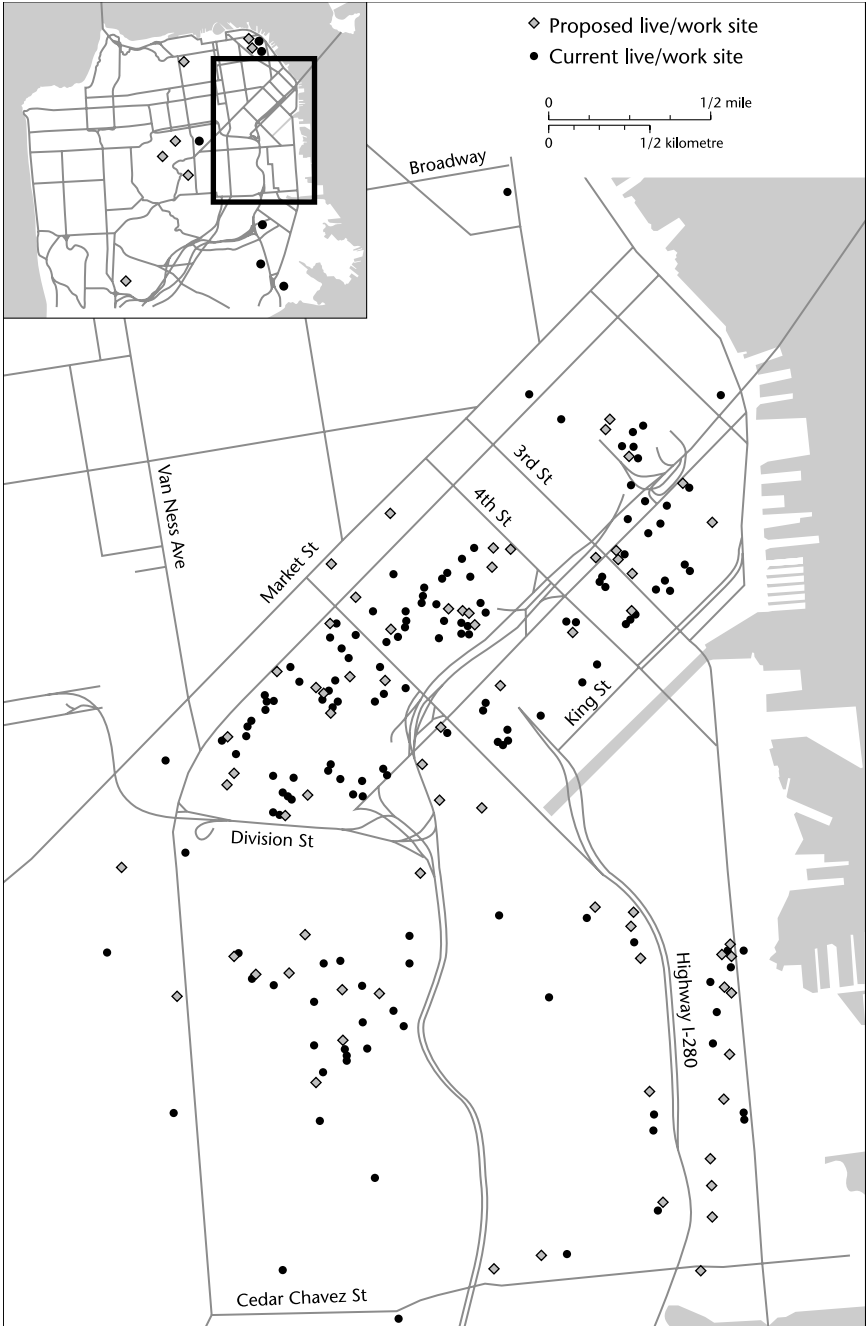 Proposed live/work site
Current live/work site
0 1/2 mile
0 1/2 kilometre
Broadway
3rd St
4th St
Van Ness Ave
Market St
King St
Division St
Highway I-280
Cedar Chavez St